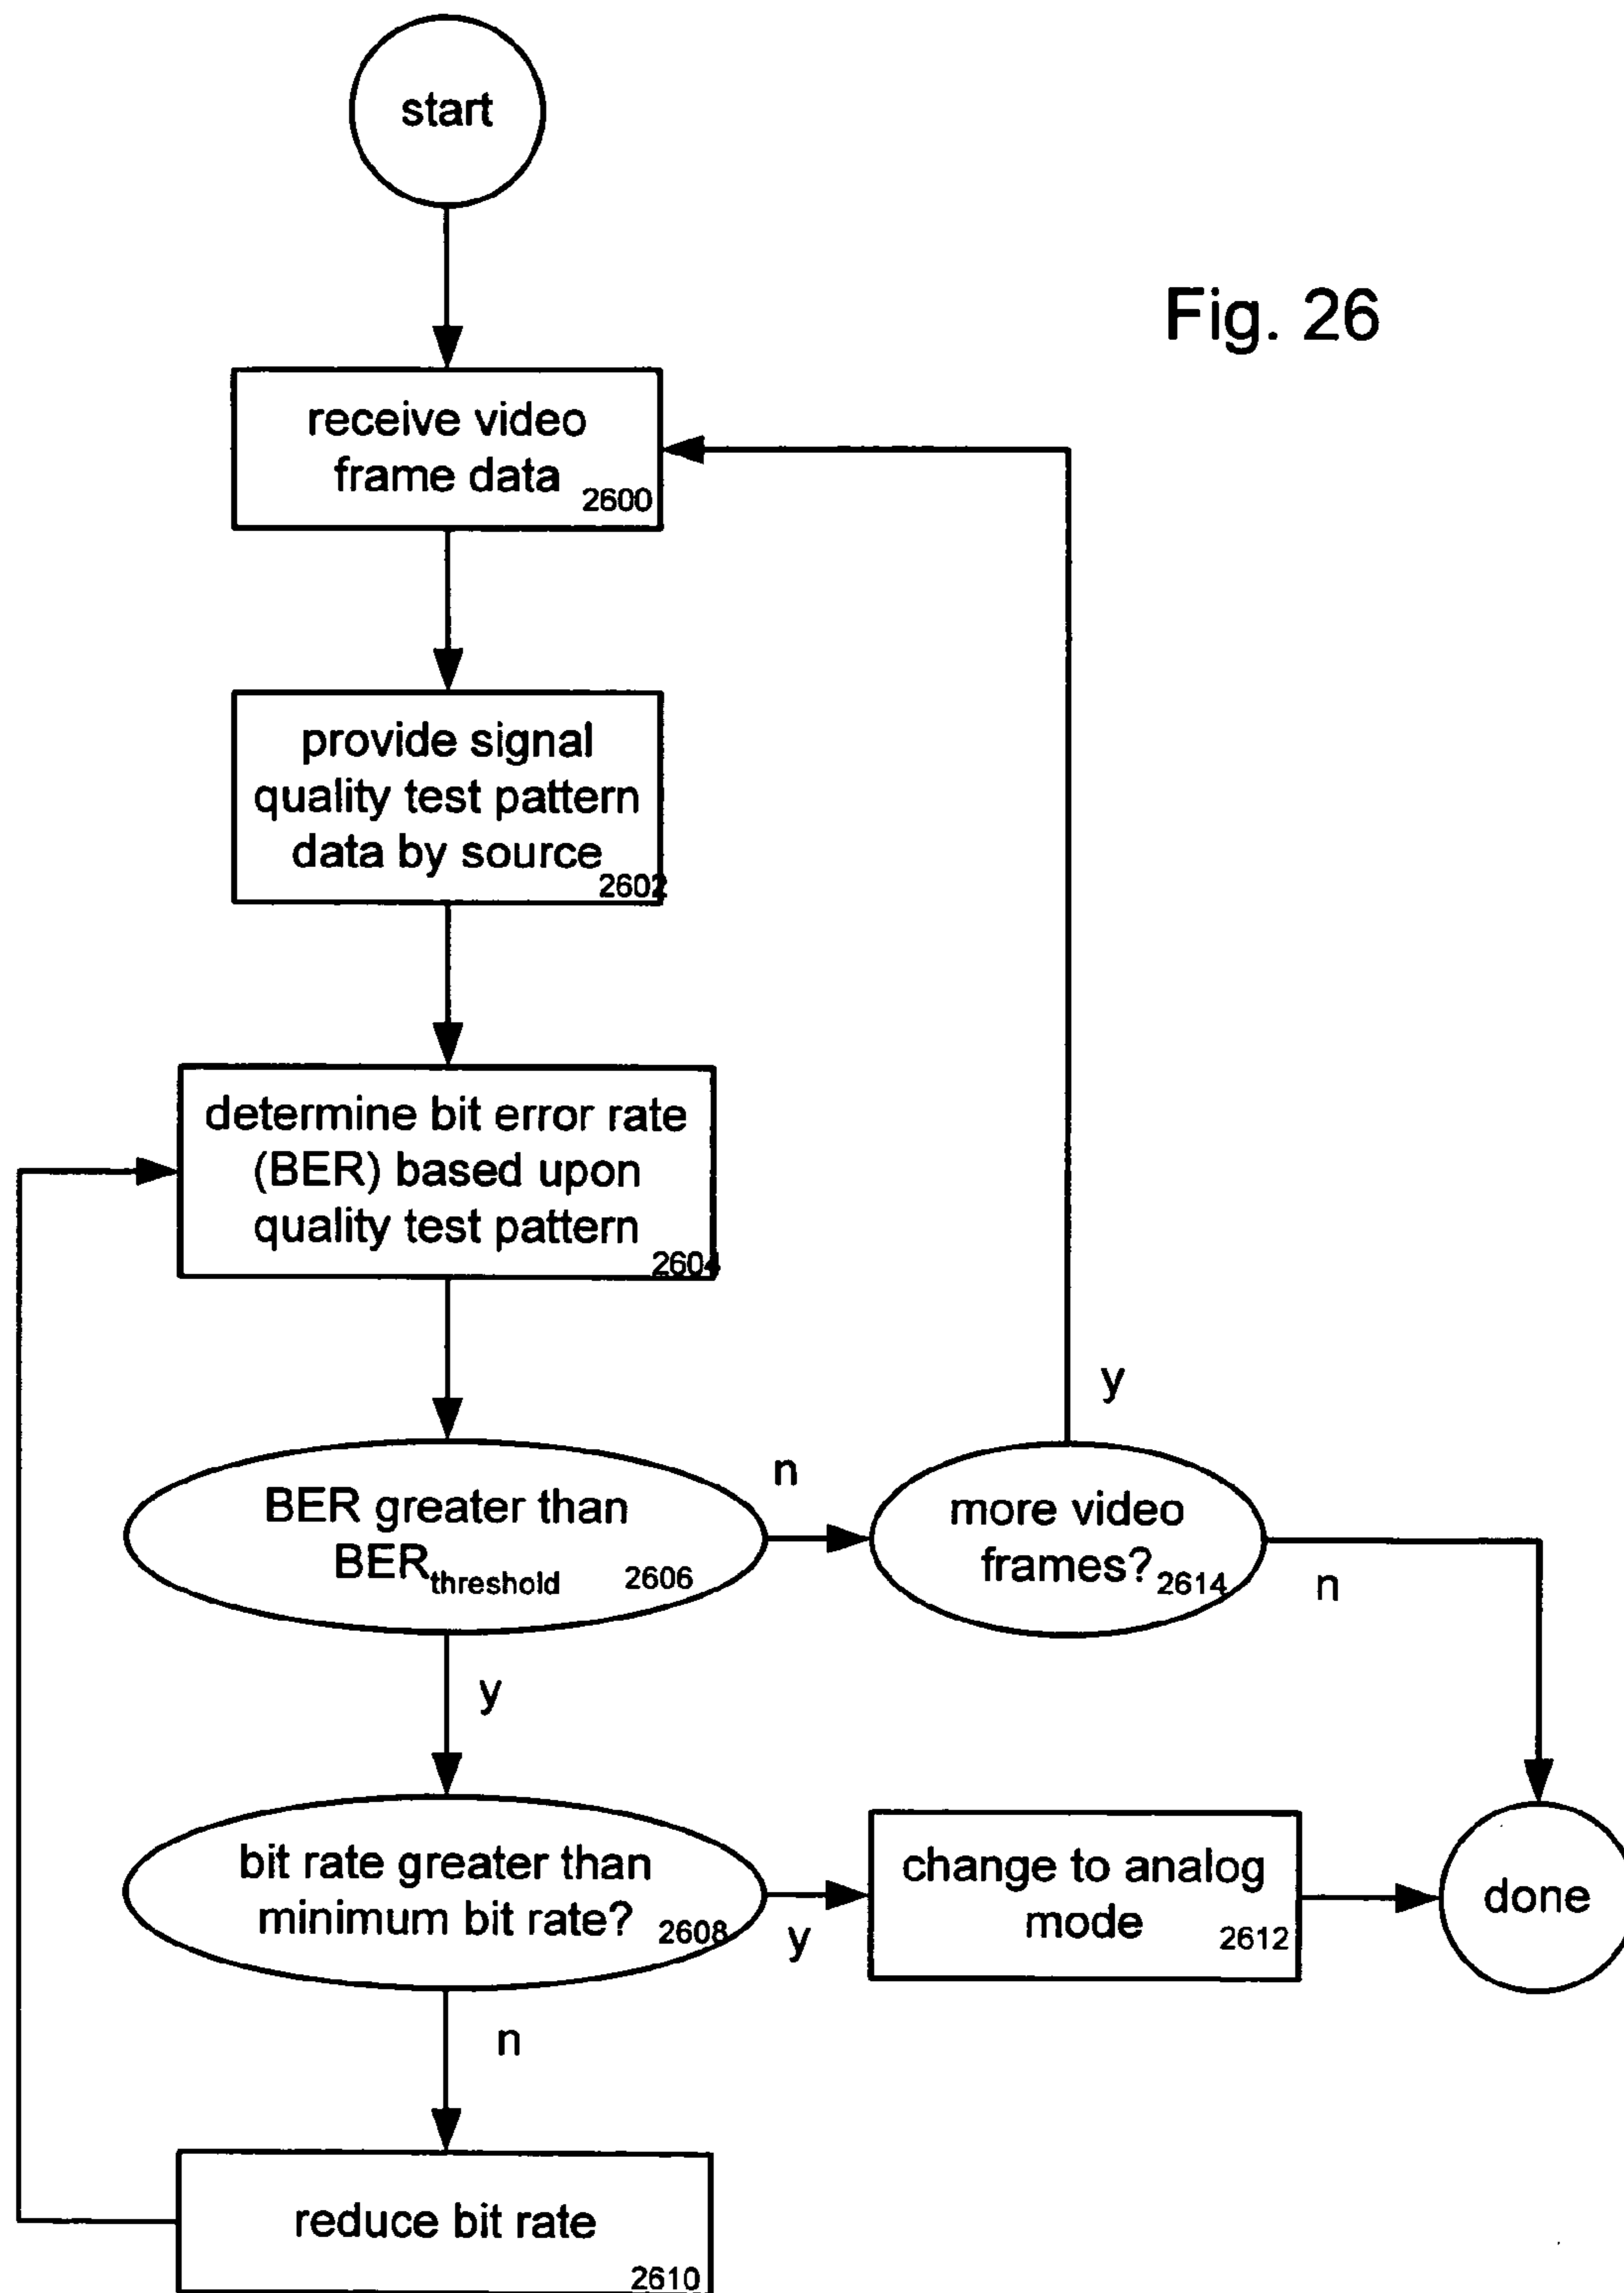 start
Fig. 26
receive video
frame data
2600
provide signal
quality test pattern
data by source
2602
determine bit error rate
(BER) based upon
quality test pattern
2604
y
n
BER greater than
BERthreshold
2606
more video
frames?
2614
n
y
bit rate greater than
minimum bit rate?
2608
y
change to analog
mode
2612
done
n
reduce bit rate
2610